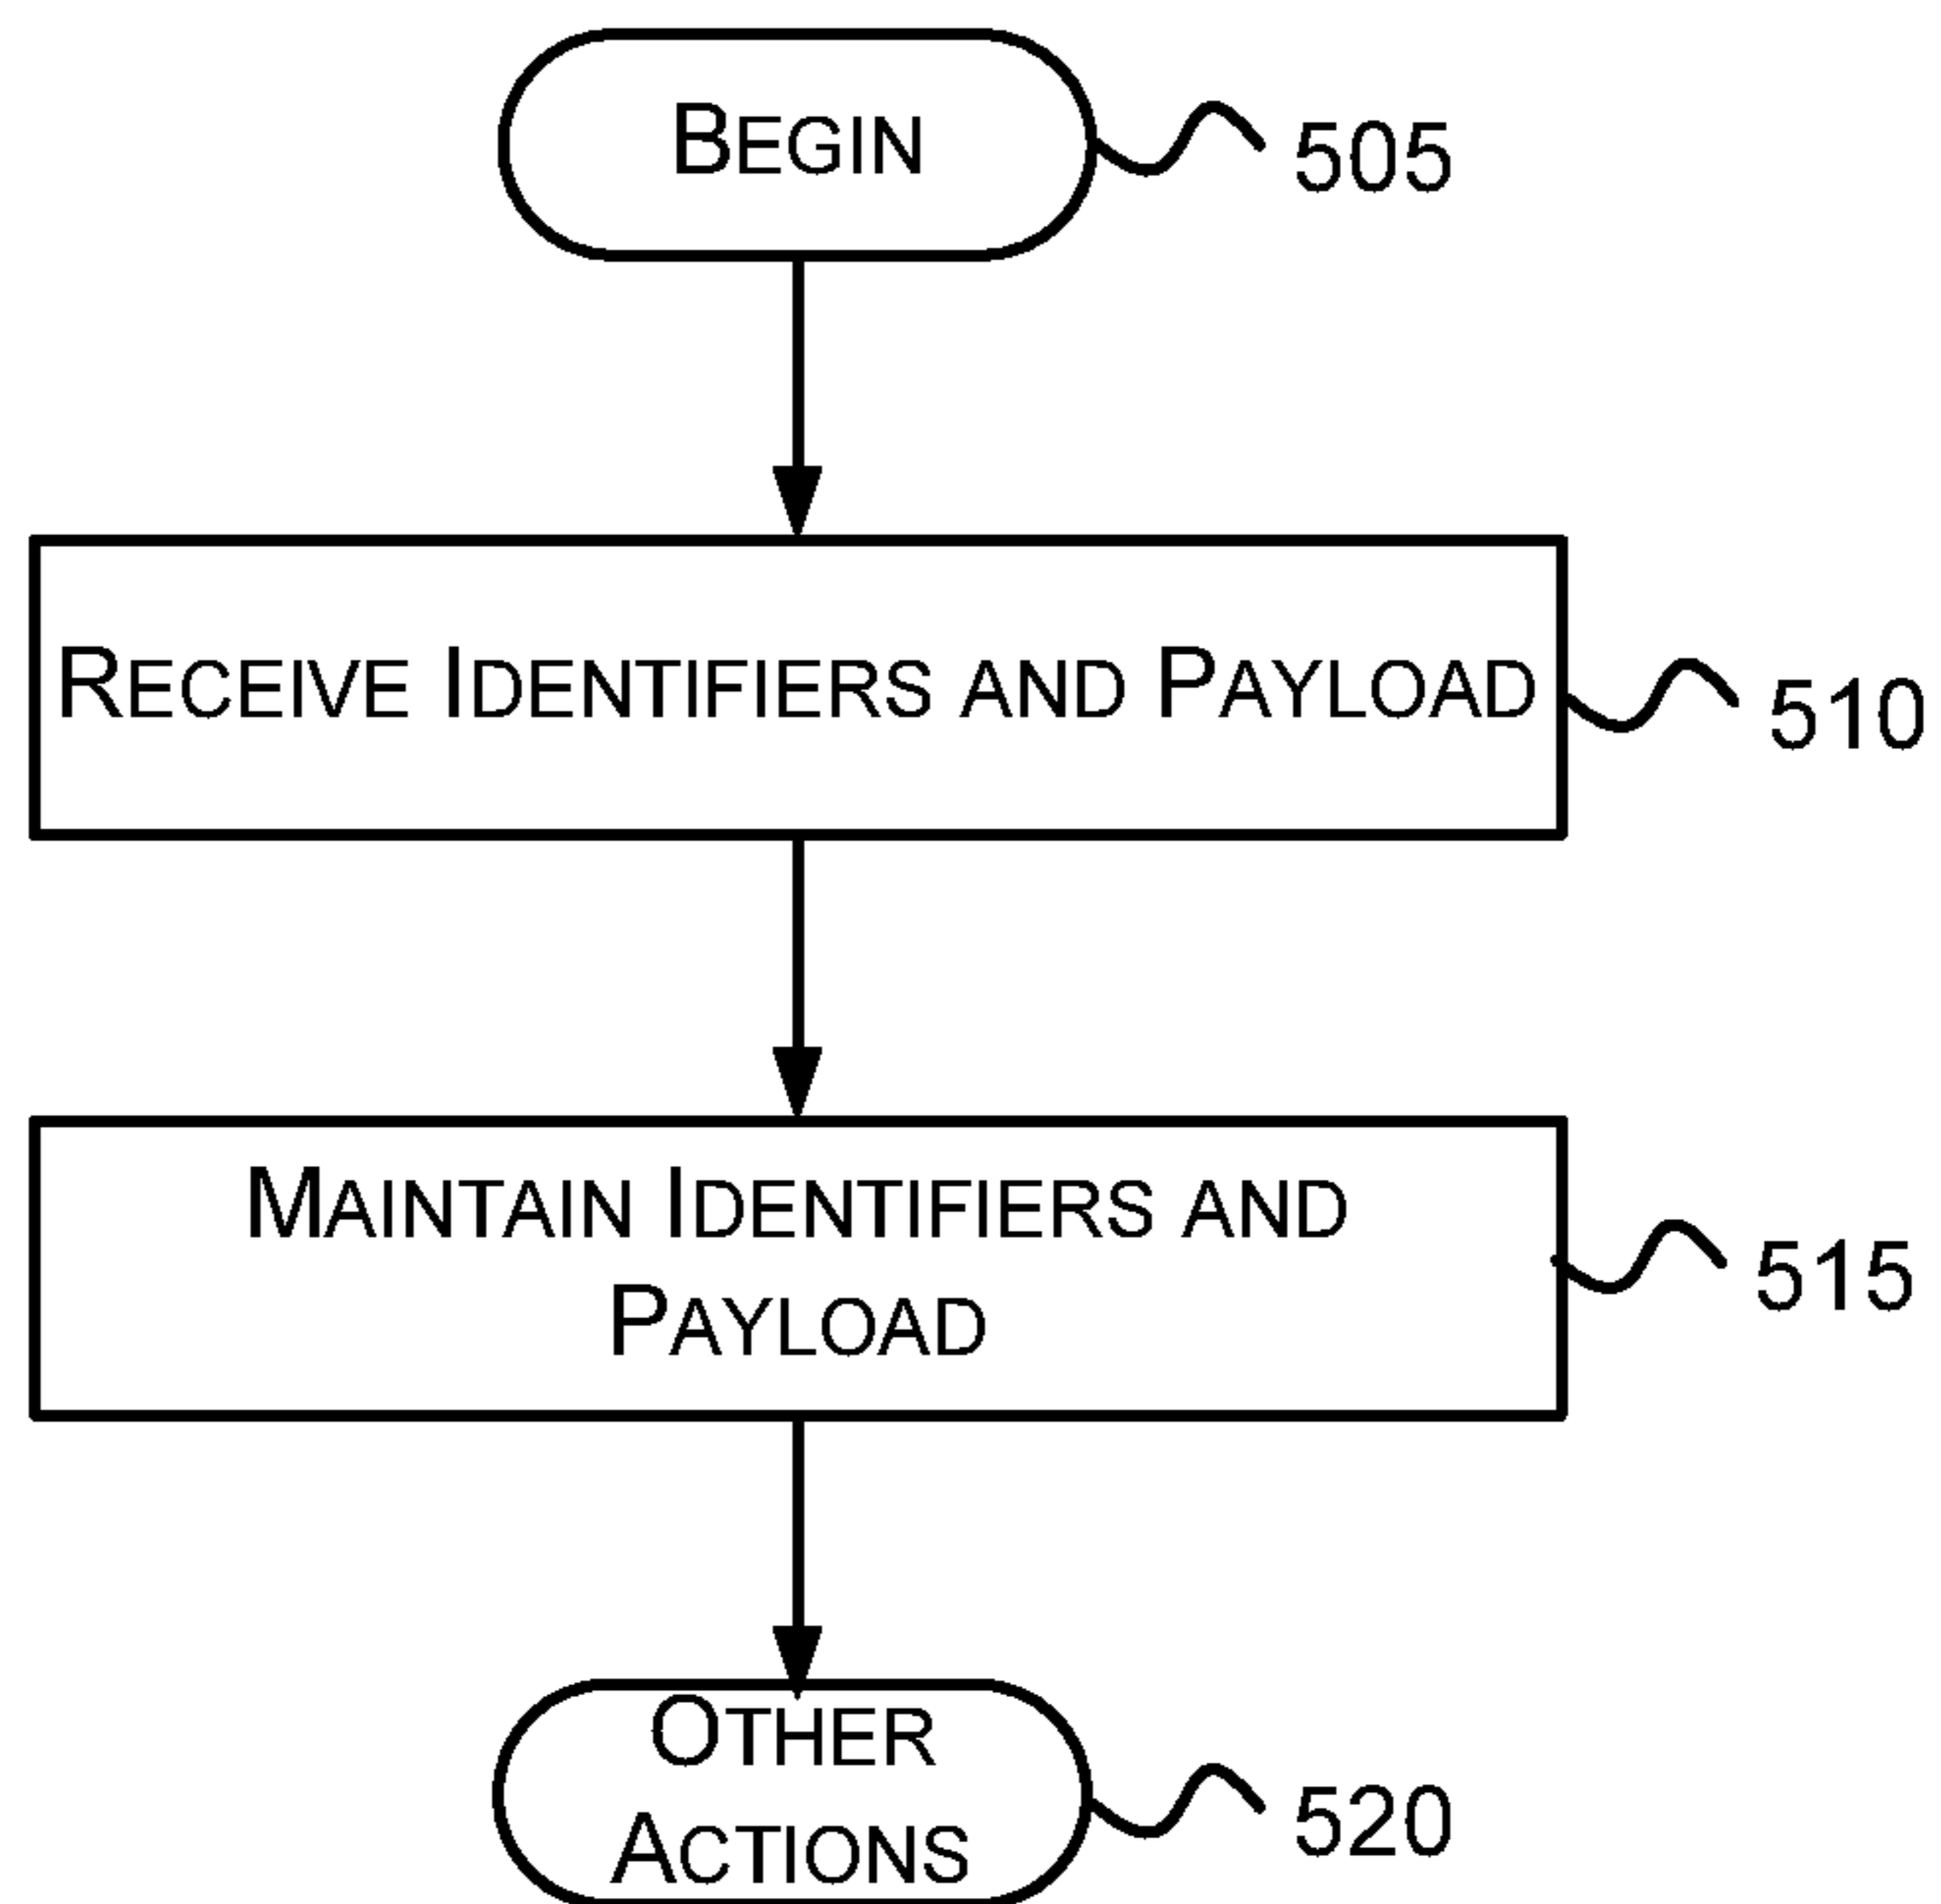 BEGIN
505
RECEIVE IDENTIFIERS AND PAYLOAD
510
MAINTAIN IDENTIFIERS AND
PAYLOAD
515
OTHER
ACTIONS
520